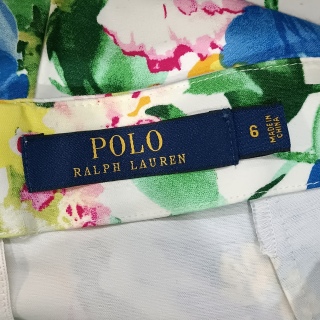 POLO
RALPH LAUREN
6
MADE IN
CHINA